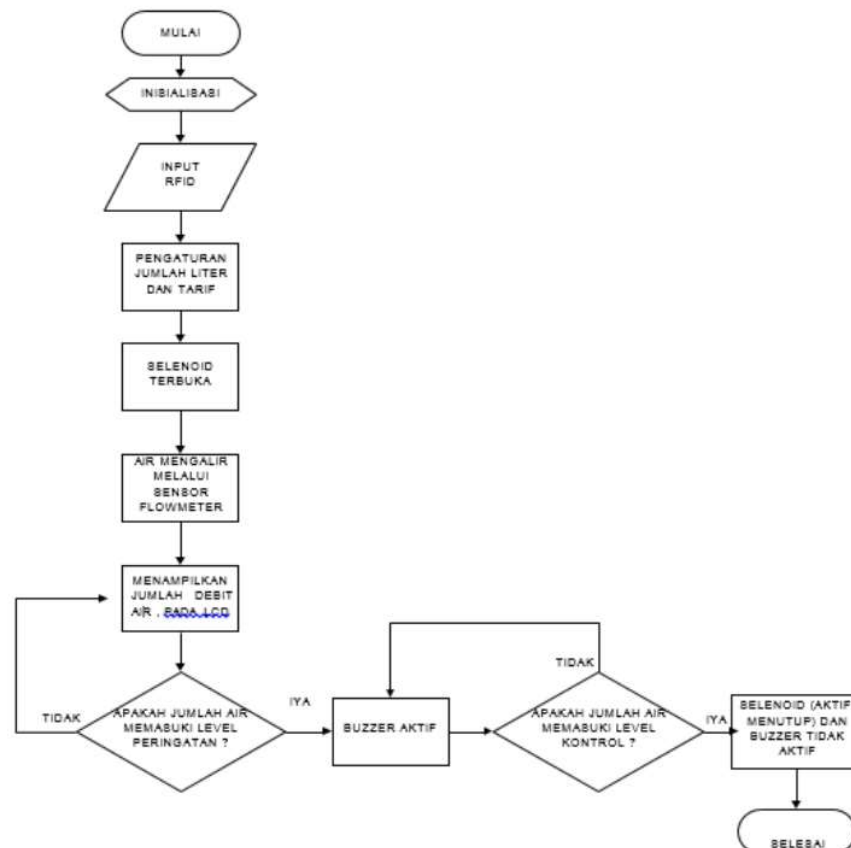 MULAI
INISIALISASI
INPUT
RFID
PENGATURAN
JUMLAH LITER
DAN TARIF
SELENOID
TERBUKA
AIR MENGALIR
MELALUI
SENSOR
FLOWMETER
MENAMPILKAN
JUMLAH DEBIT
AIR , PADA LCD
APAKAH JUMLAH AIR
MEMASUKI LEVEL
PERINGATAN ?
TIDAK
IYA
BUZZER AKTIF
APAKAH JUMLAH AIR
MEMASUKI LEVEL
KONTROL ?
TIDAK
IYA
SELENOID (AKTIF
MENUTUP) DAN
BUZZER TIDAK
AKTIF
SELESAI